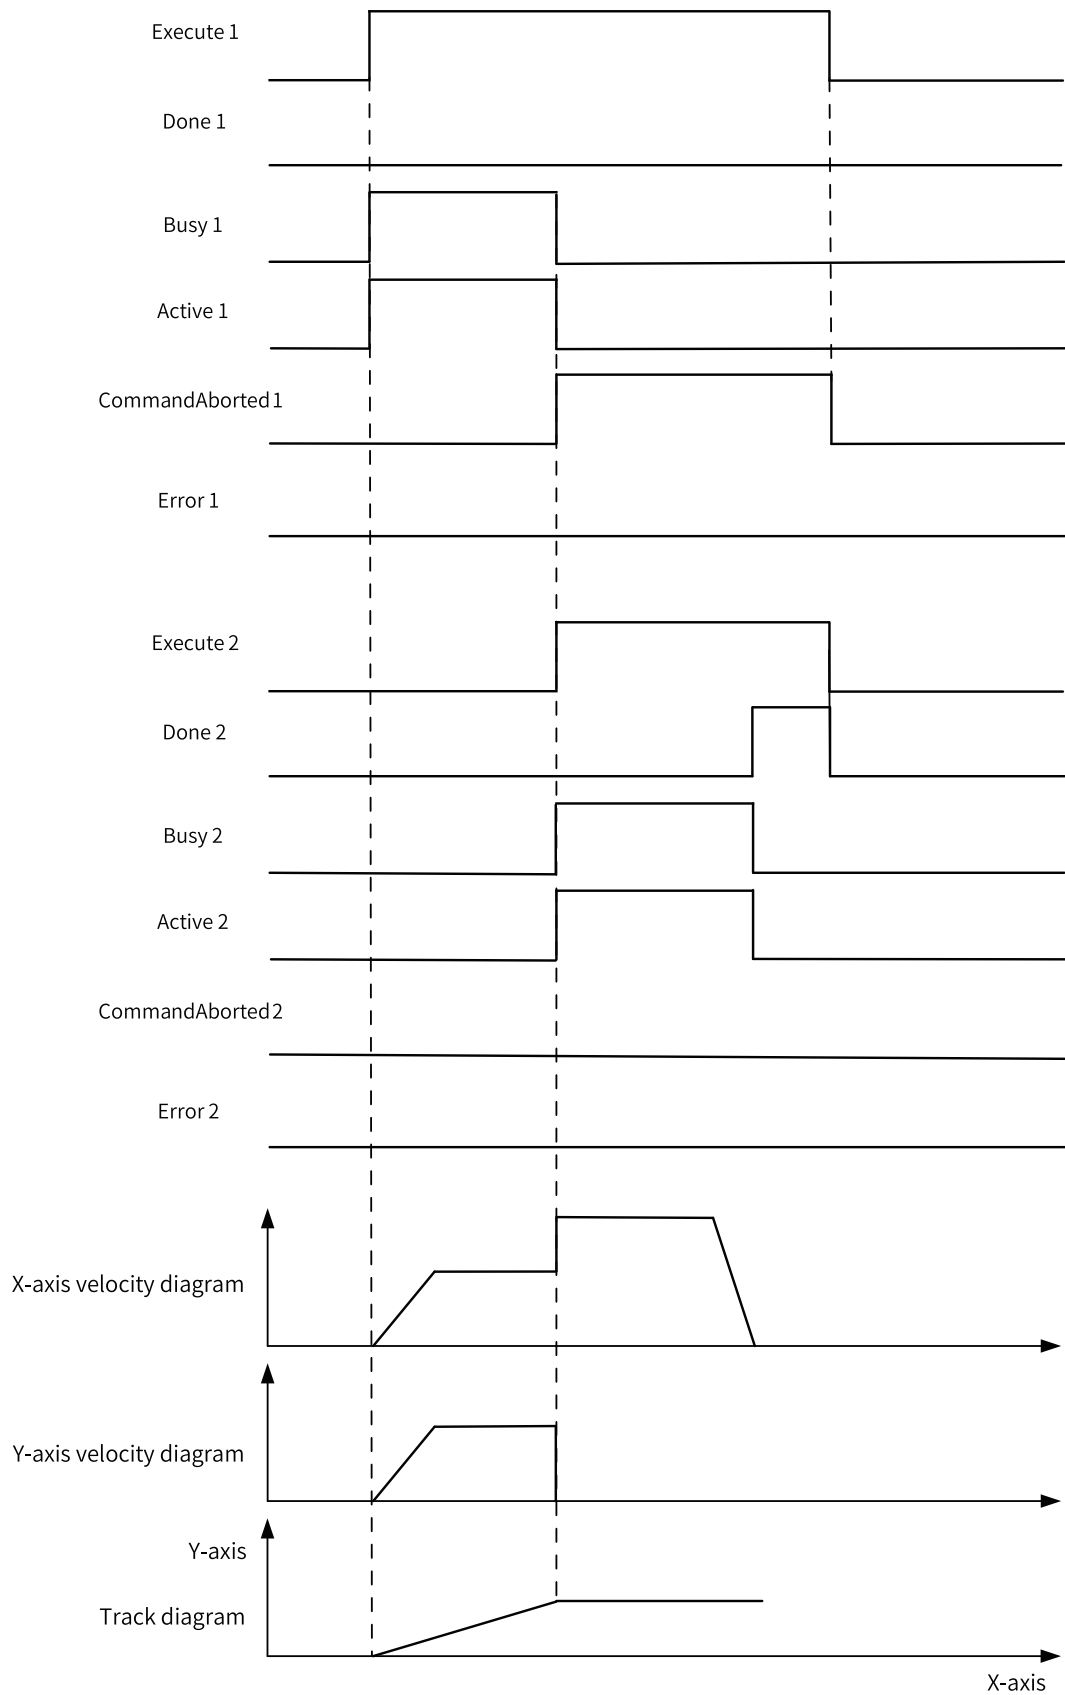 Execute 1
Done 1
Busy 1
Active 1
CommandAborted 1
Error 1
Execute 2
Done 2
Busy 2
Active 2
CommandAborted 2
Error 2
X-axis velocity diagram
Y-axis velocity diagram
Y-axis
Track diagram
X-axis